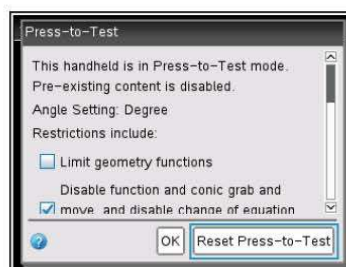 Press-to-Test
This handheld is in Press-to-Test mode.
Pre-existing content is disabled.
Angle Setting: Degree
Restrictions include:
Limit geometry functions
Disable function and conic grab and
move, and disable change of equation
OK
Reset Press-to-Test